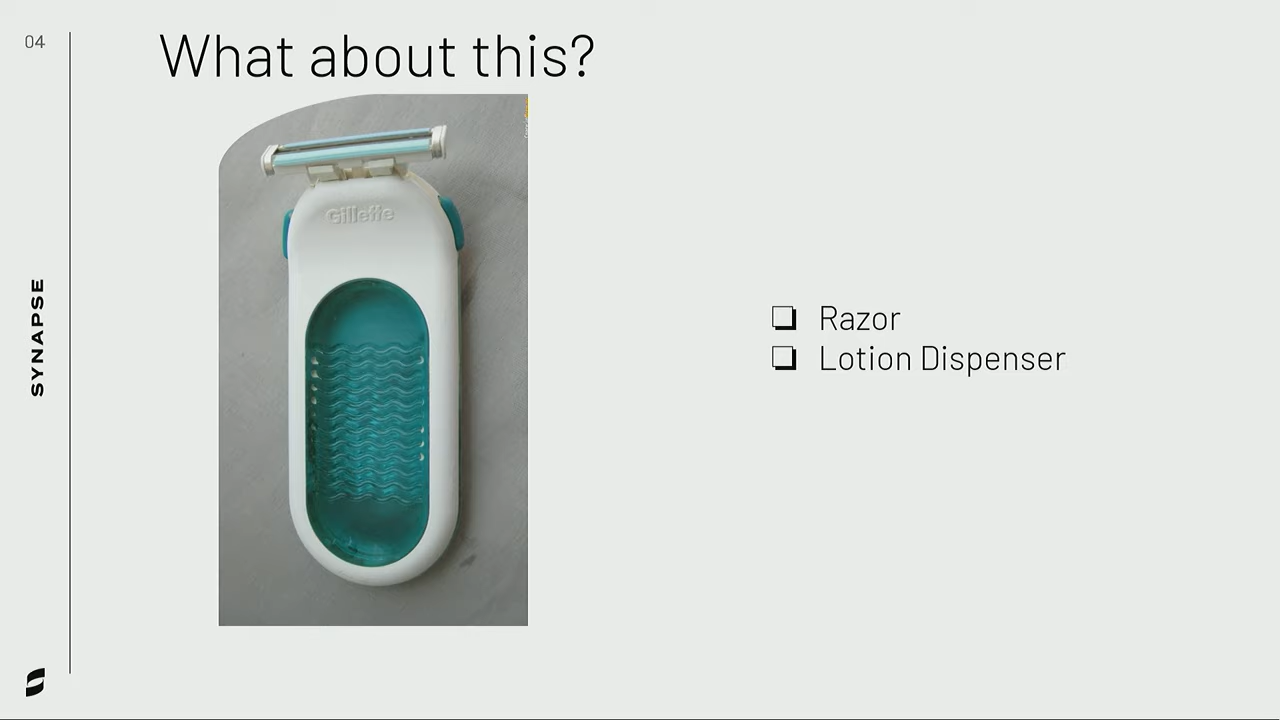 04
What about this?
Gillette
Razor
Lotion Dispenser
SYNAPSE